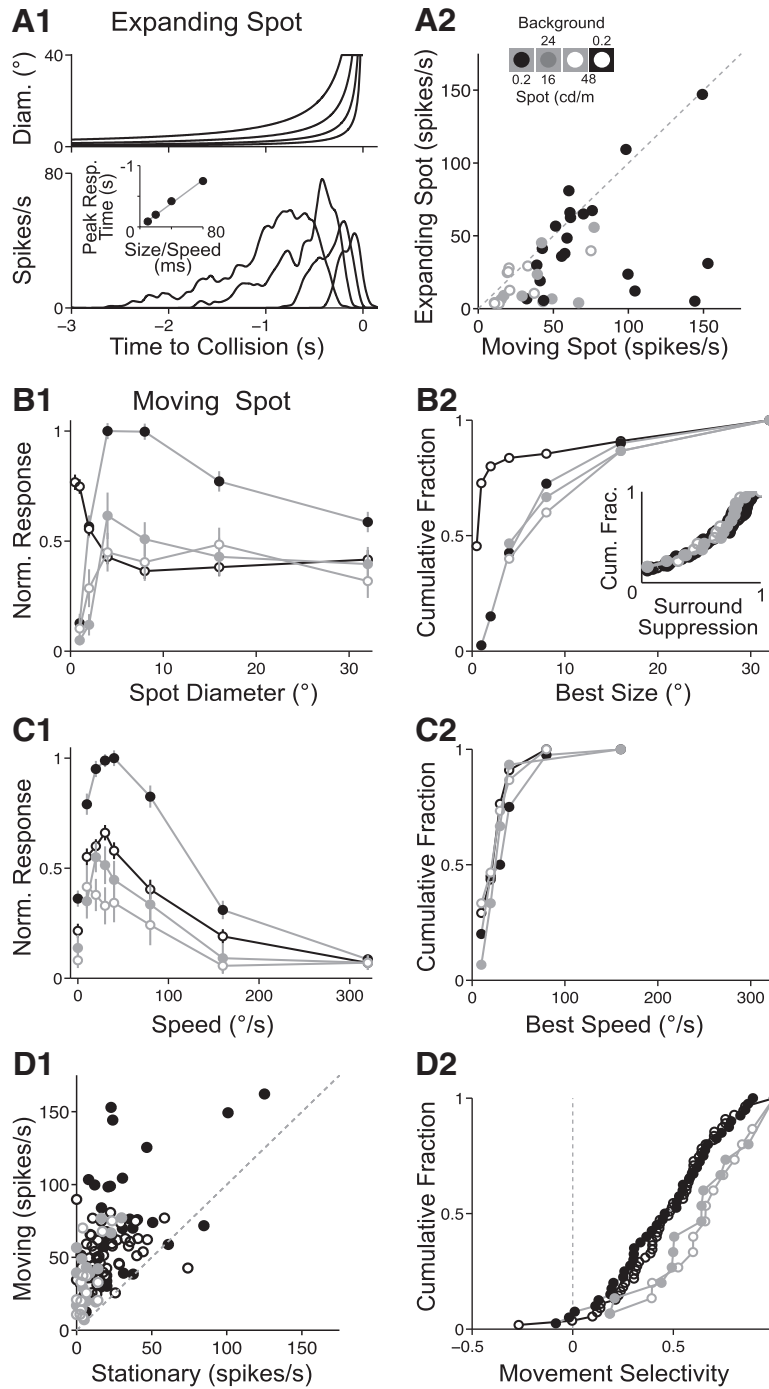 A1 Expanding Spot
Diam. (°)
40
0
−2
−1
0
Spikes/s
80
0
Peak Resp.
Time (s)
-1
0
80
Size/Speed
(ms)
−3
−2
−1
0
Time to Collision (s)
A2
Background
24 0.2
0.2 16 48
Spot (cd/m
Expanding Spot (spikes/s)
150
100
50
0
0 50 100 150
Moving Spot (spikes/s)
B1 Moving Spot
Norm. Response
1
0.5
0
0 10 20 30
Spot Diameter (°)
B2
Cumulative Fraction
1
0.5
0
0 10 20 30
Best Size (°)
Cum. Frac.
1
0
1
Surround
Suppression
C1
Norm. Response
1
0.5
0
0 100 200 300
Speed (°/s)
C2
Cumulative Fraction
1
0.5
0
0 100 200 300
Best Speed (°/s)
D1
Moving (spikes/s)
150
100
50
0
0 50 100 150
Stationary (spikes/s)
D2
Cumulative Fraction
1
0.5
0
−0.5 0 0.5
Movement Selectivity